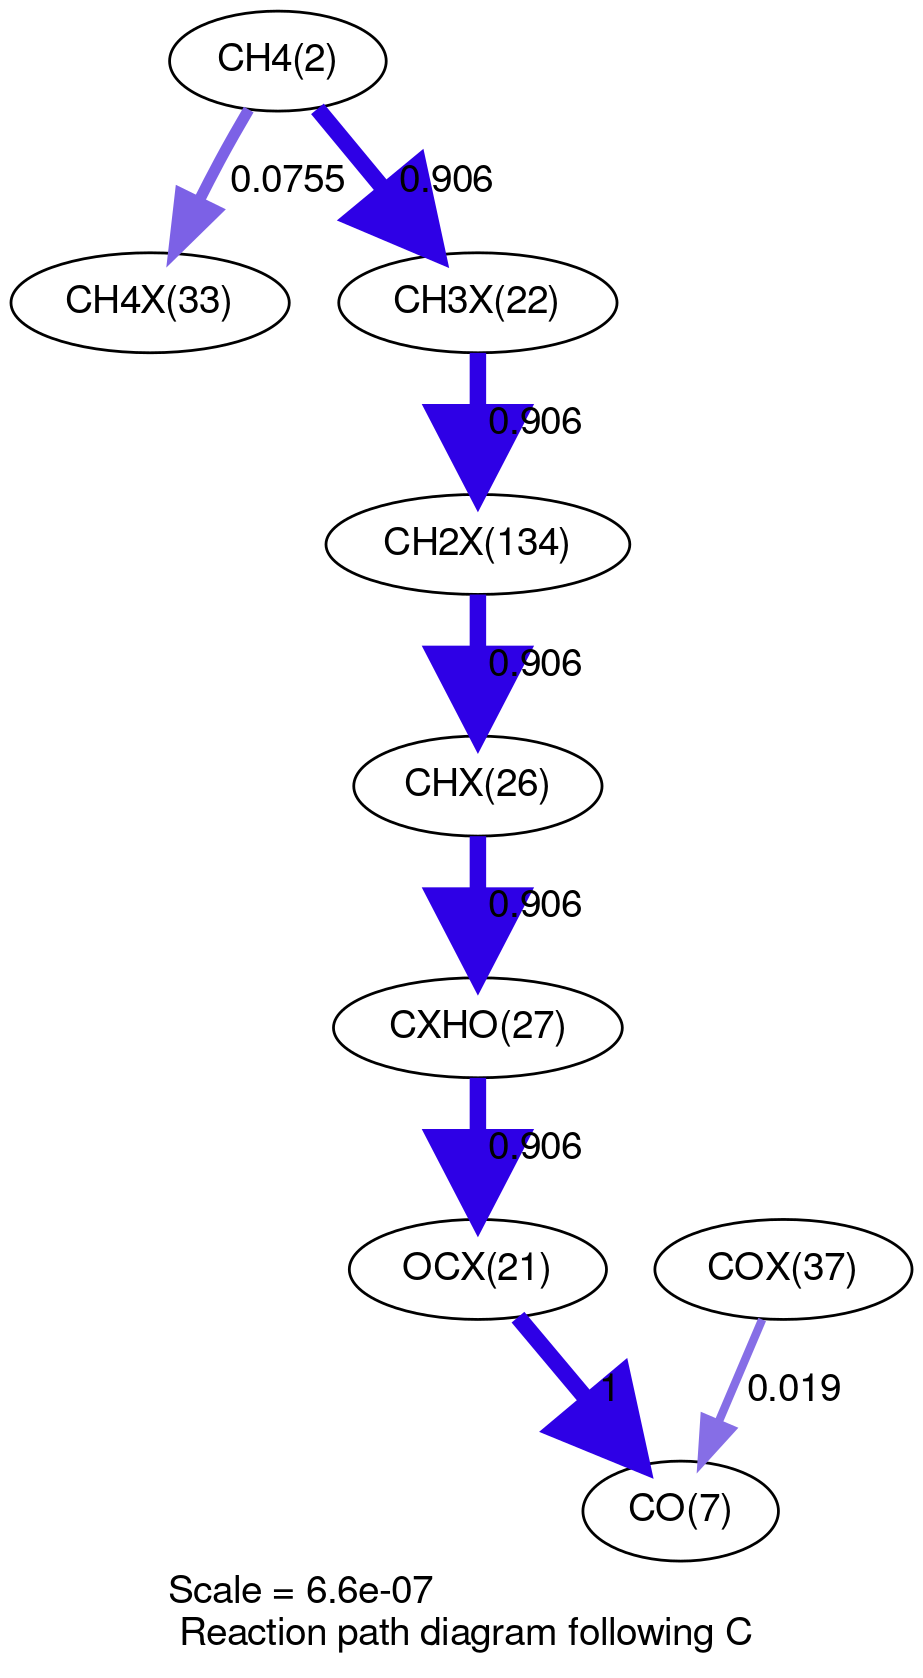 CH4(2)
0.0755
0.906
CH4X(33)
CH3X(22)
0.906
CH2X(134)
0.906
CHX(26)
0.906
CXHO(27)
0.906
OCX(21)
COX(37)
1
0.019
CO(7)
Scale = 6.6e-07
Reaction path diagram following C